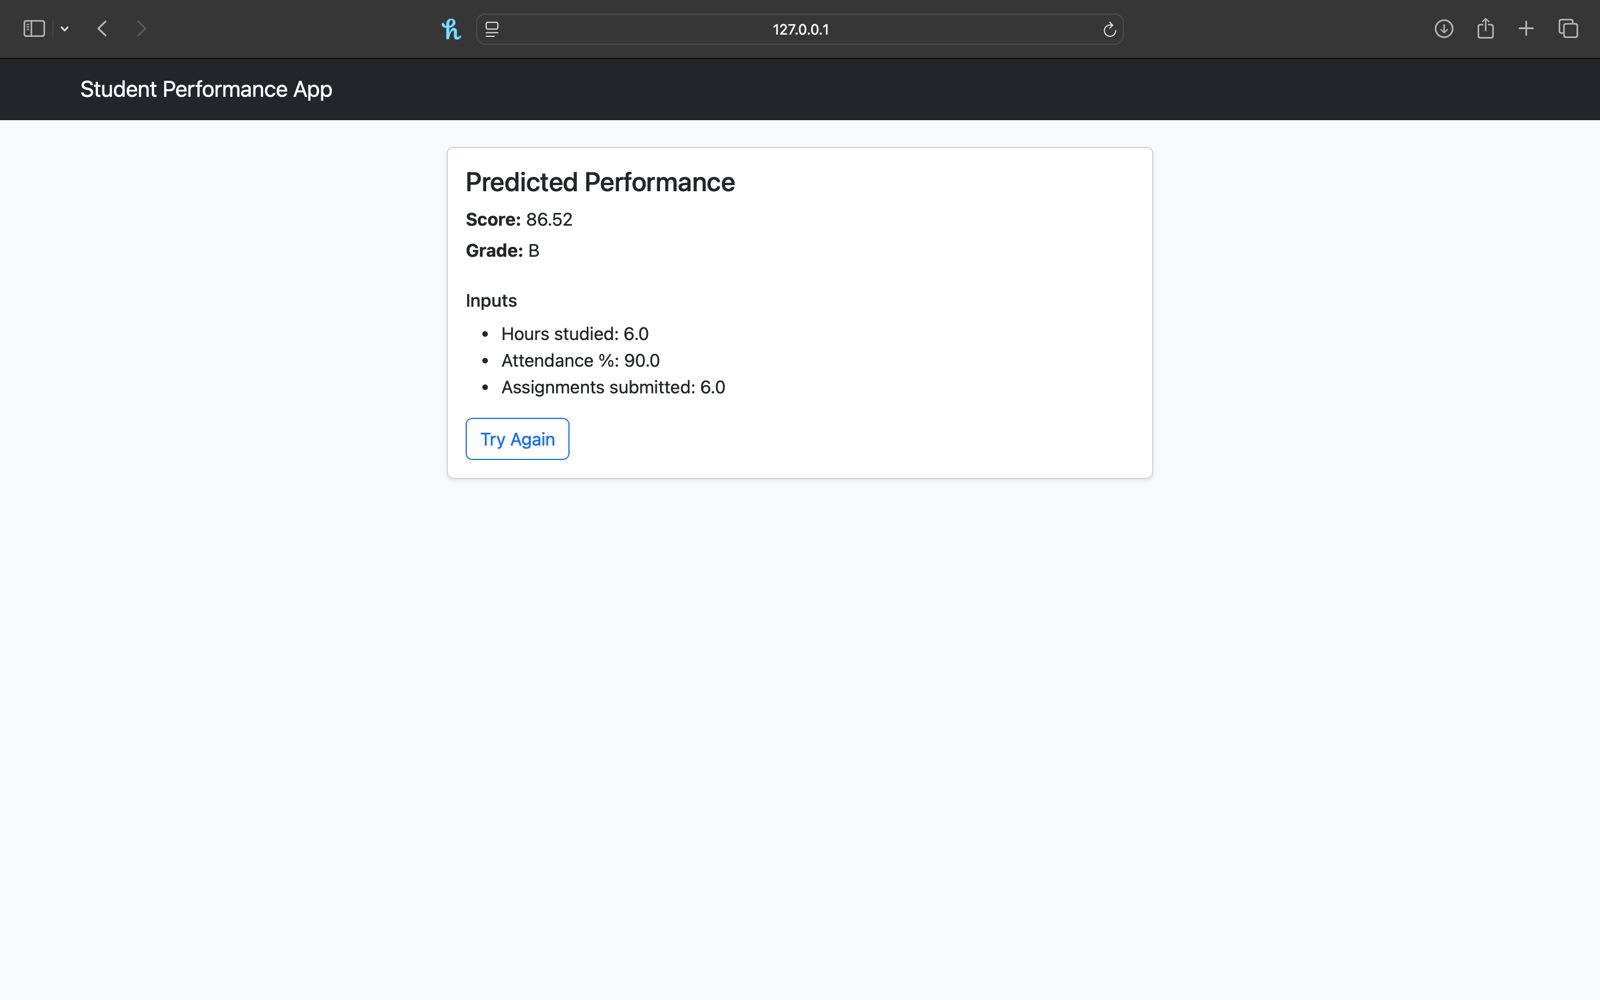 127.0.0.1
Student Performance App
Predicted Performance
Score: 86.52
Grade: B
Inputs
• Hours studied: 6.0
• Attendance %: 90.0
• Assignments submitted: 6.0
Try Again